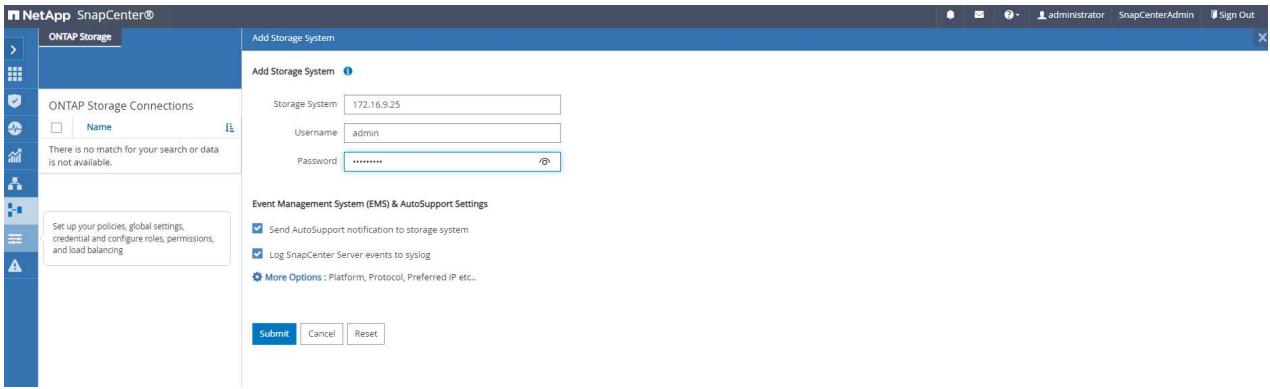 NetApp SnapCenter®
administrator SnapCenterAdmin Sign Out
ONTAP Storage
Add Storage System
ONTAP Storage Connections
Name
There is no match for your search or data
is not available.
Set up your policies, global settings,
credential and configure roles, permissions,
and load balancing
Add Storage System
Storage System 172.16.9.25
Username admin
Password •••••••••
Event Management System (EMS) & AutoSupport Settings
Send AutoSupport notification to storage system
Log SnapCenter Server events to syslog
More Options : Platform, Protocol, Preferred IP etc..
Submit Cancel Reset